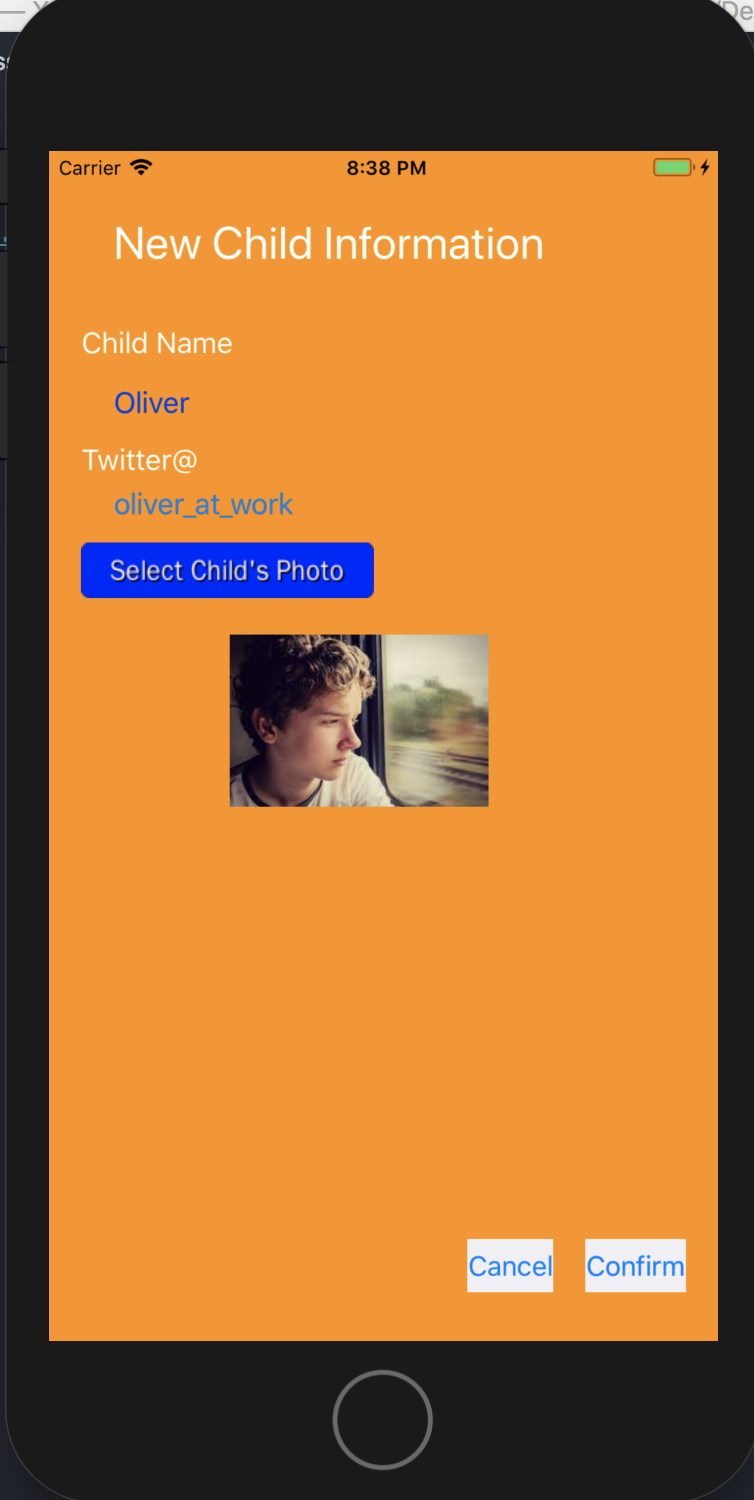 Carrier 8:38 PM
New Child Information
Child Name
Oliver
Twitter@
oliver_at_work
Select Child's Photo
Cancel Confirm